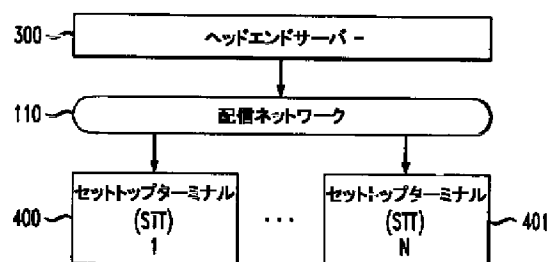 300
ヘッドエンドサーバー
110
配信ネットワーク
400
セットトップターミナル
(STT)
1
...
セットトップターミナル
(STT)
N
401